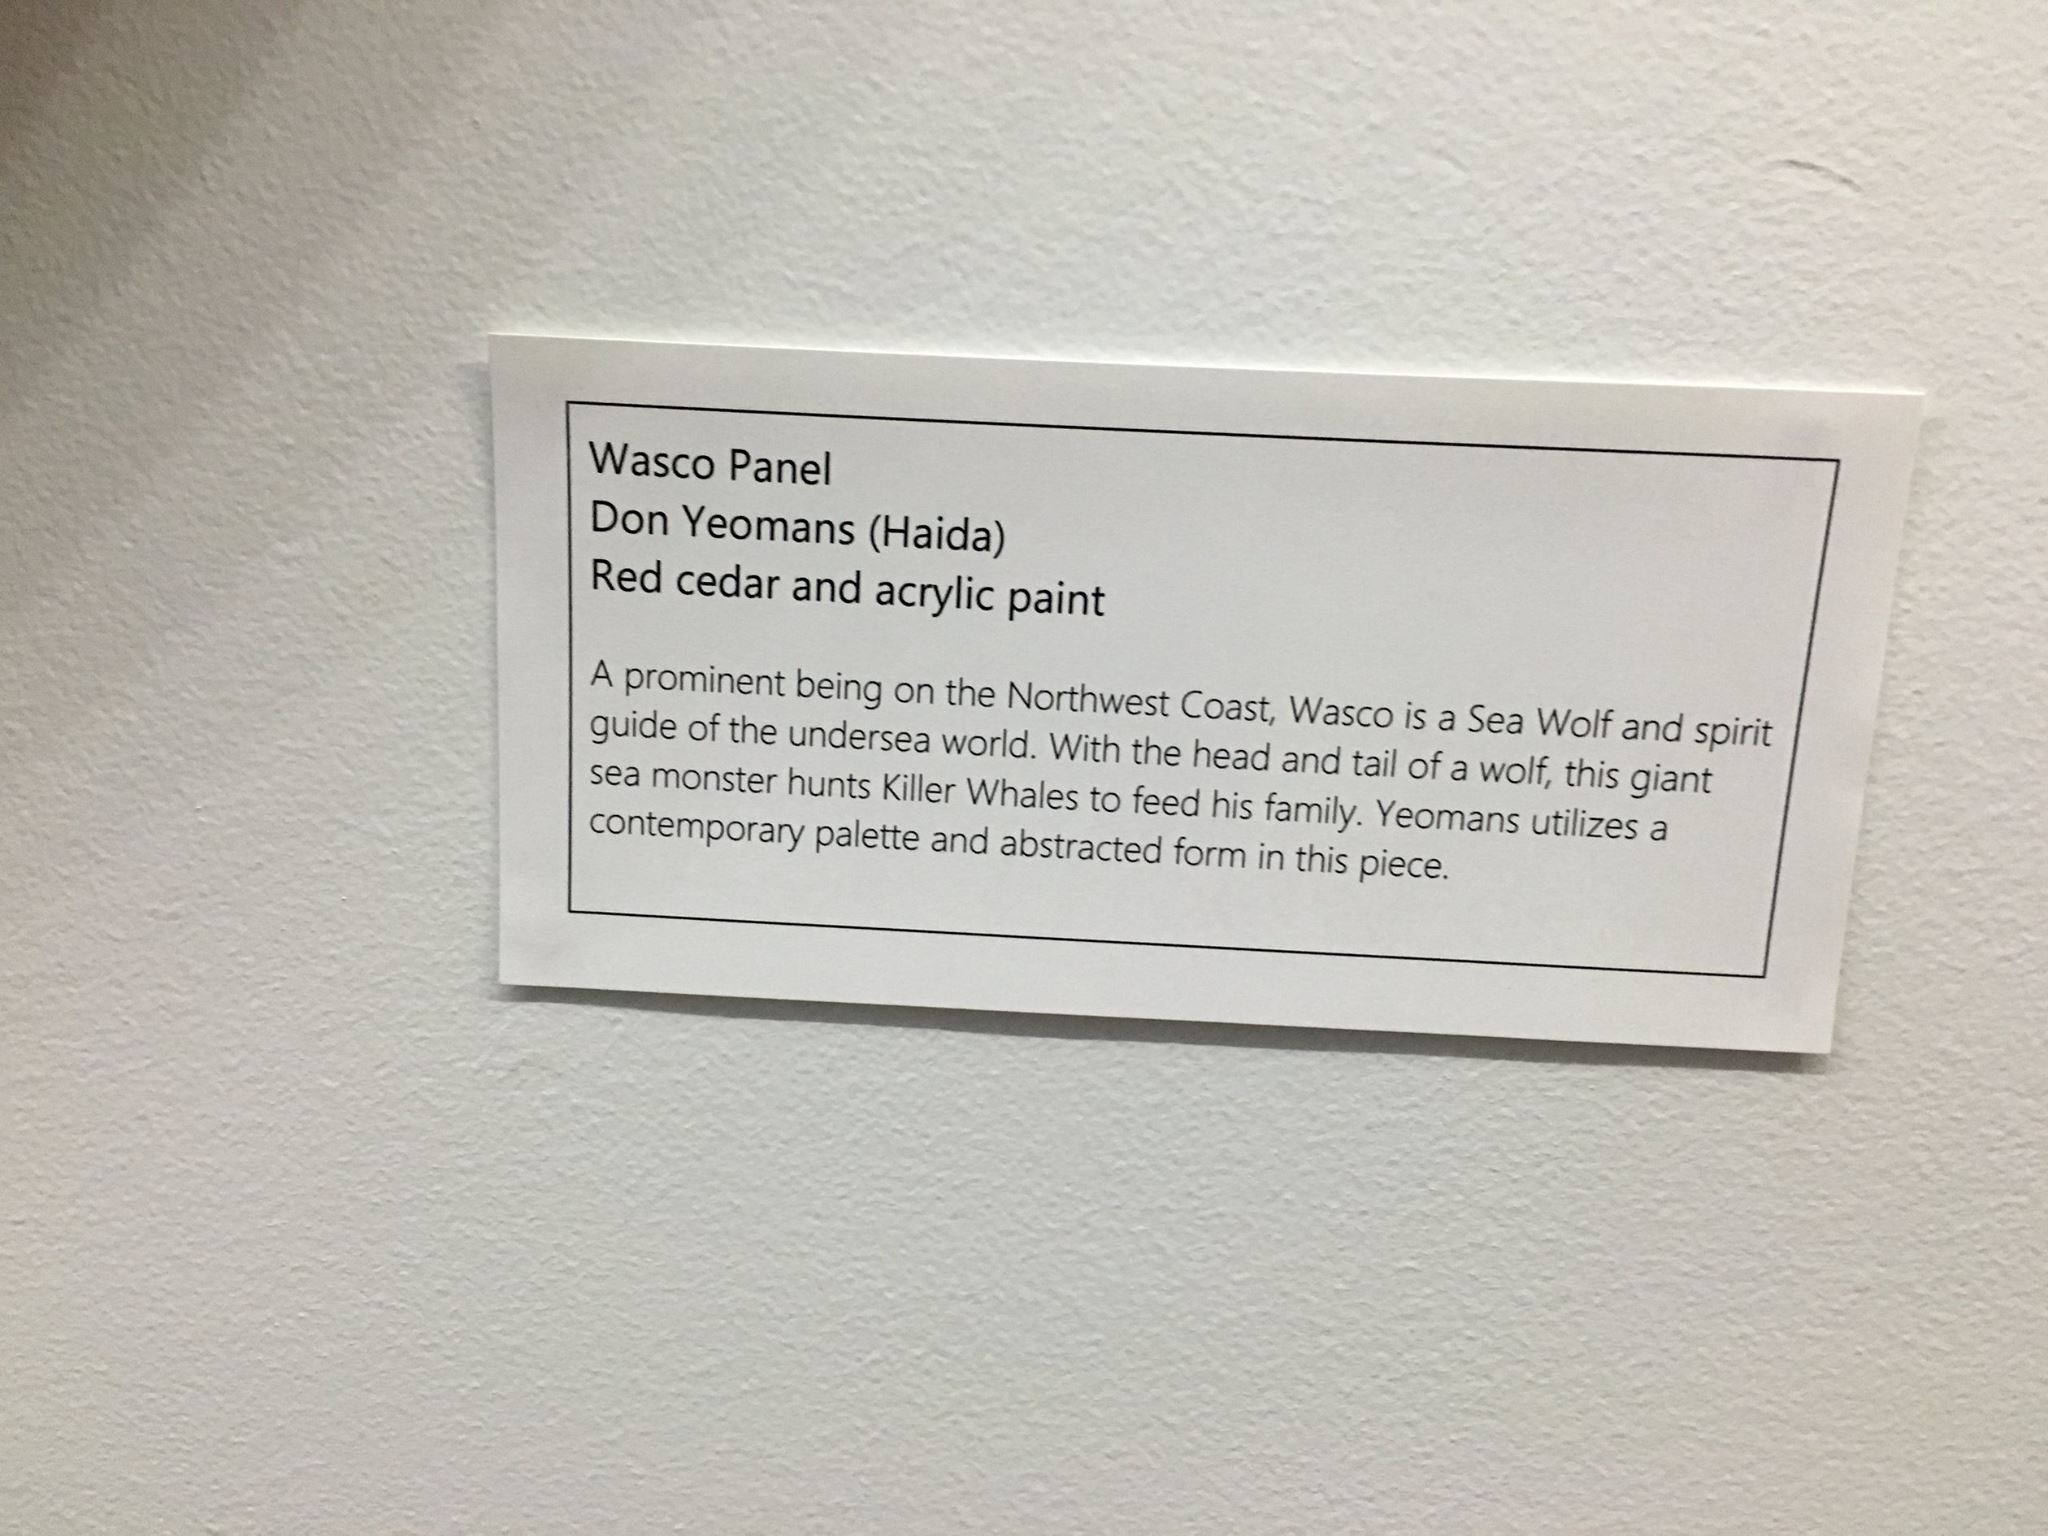 Wasco Panel
Don Yeomans (Haida)
Red cedar and acrylic paint
A prominent being on the Northwest Coast, Wasco is a Sea Wolf and spirit
guide of the undersea world. With the head and tail of a wolf, this giant
sea monster hunts Killer Whales to feed his family. Yeomans utilizes a
contemporary palette and abstracted form in this piece.